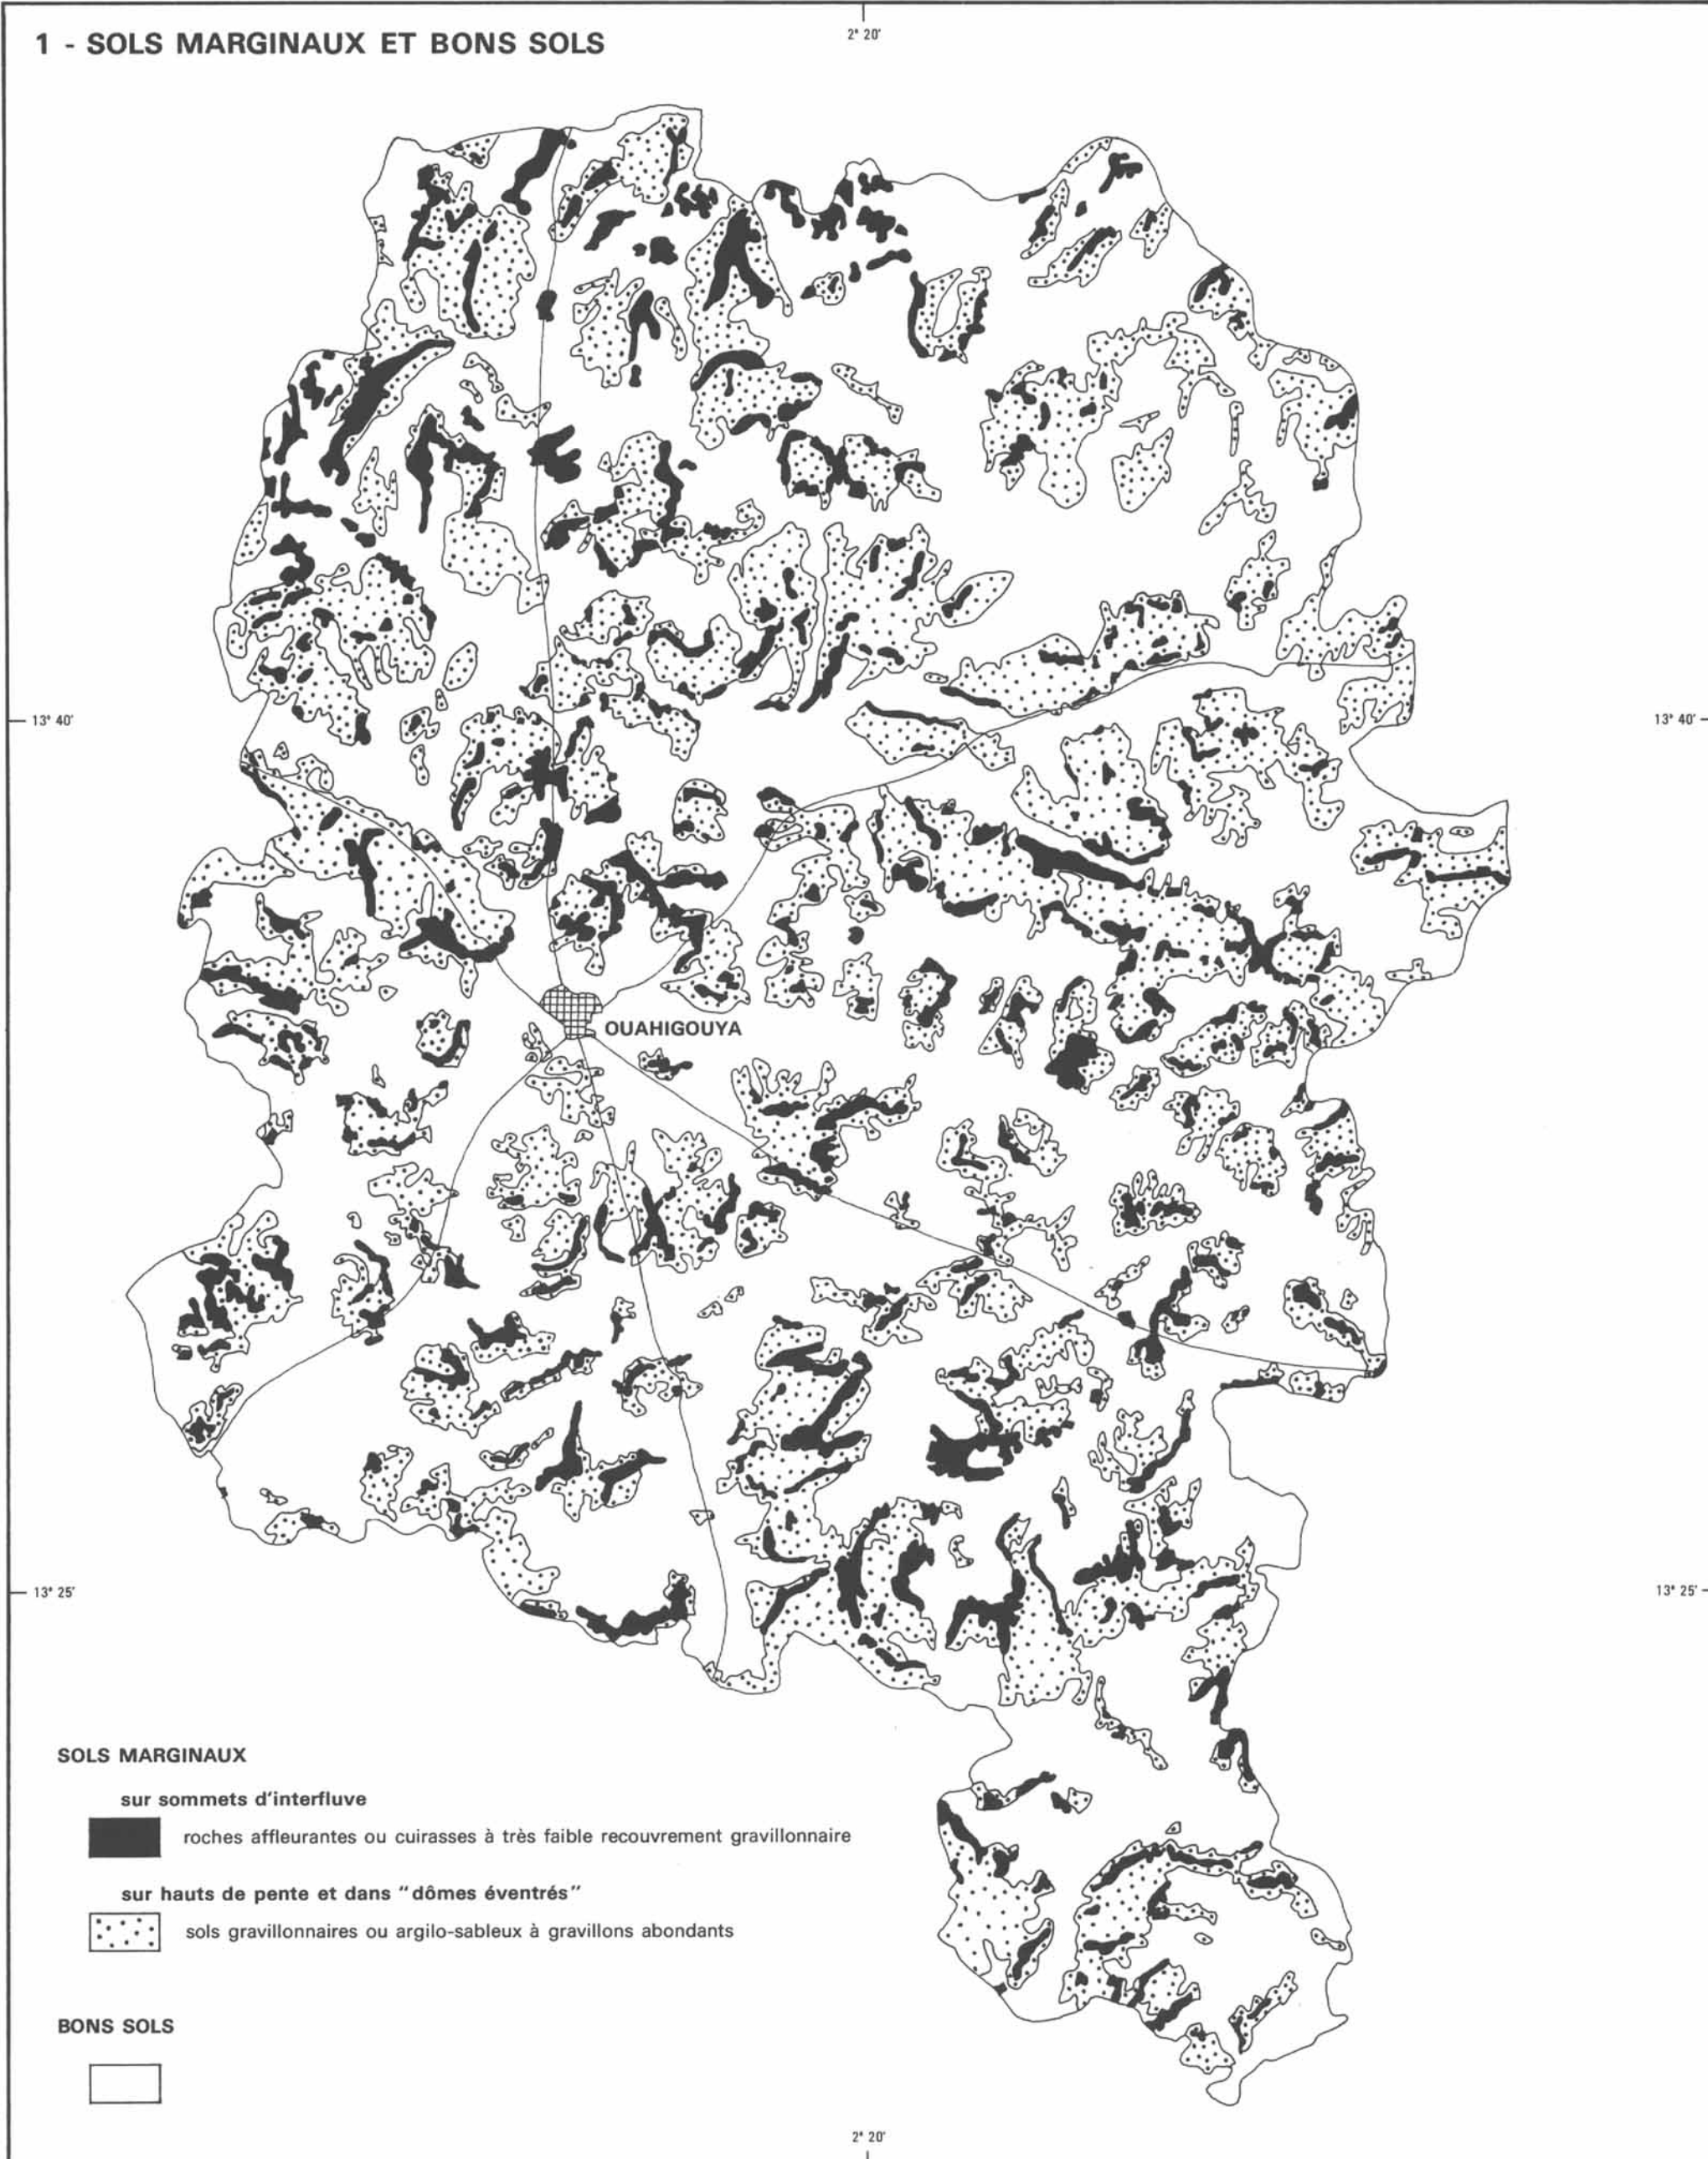 1 - SOLS MARGINAUX ET BONS SOLS
2° 20'
13° 40'
13° 40'
OUAHIGOUYA
13° 25'
13° 25'
SOLS MARGINAUX
sur sommets d'interfluve
roches affleurantes ou cuirasses à très faible recouvrement gravillonnaire
sur hauts de pente et dans "dômes éventrés"
sols gravillonnaires ou argilo-sableux à gravillons abondants
BONS SOLS
2° 20'